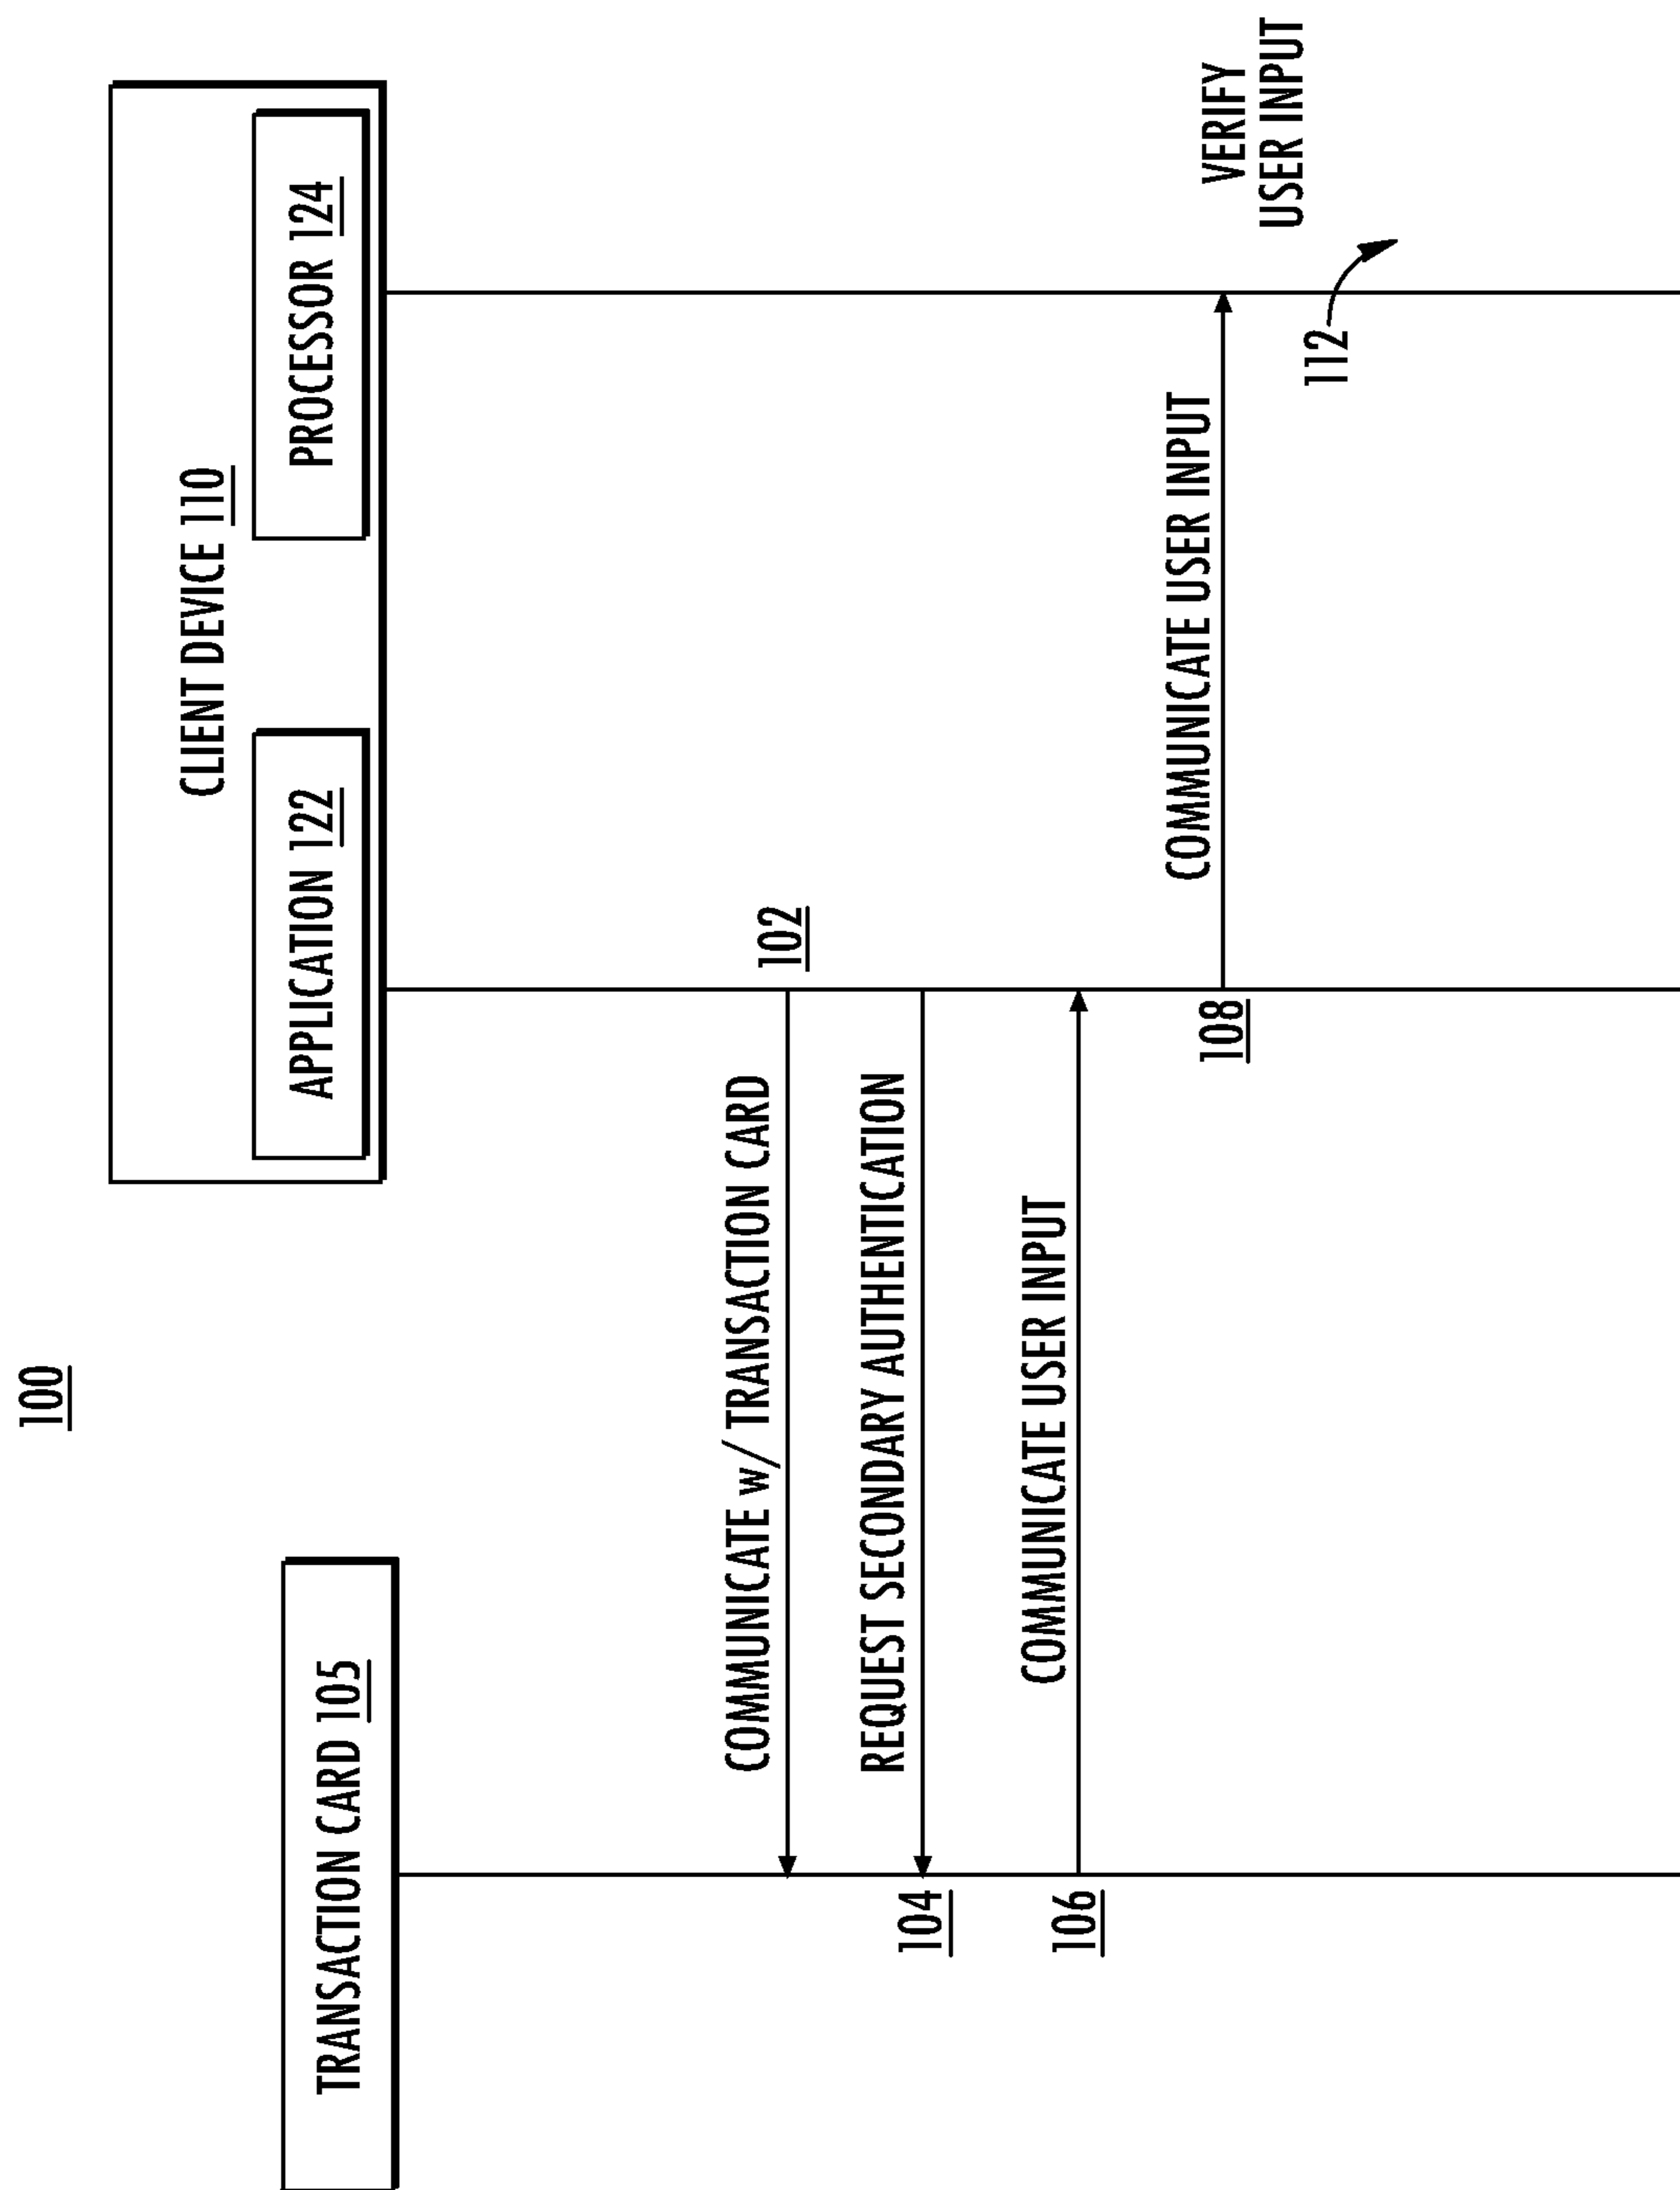 100
CLIENT DEVICE 110
TRANSACTION CARD 105
APPLICATION 122
PROCESSOR 124
COMMUNICATE w/ TRANSACTION CARD
102
REQUEST SECONDARY AUTHENTICATION
104
COMMUNICATE USER INPUT
106
COMMUNICATE USER INPUT
108
VERIFY
USER INPUT
112